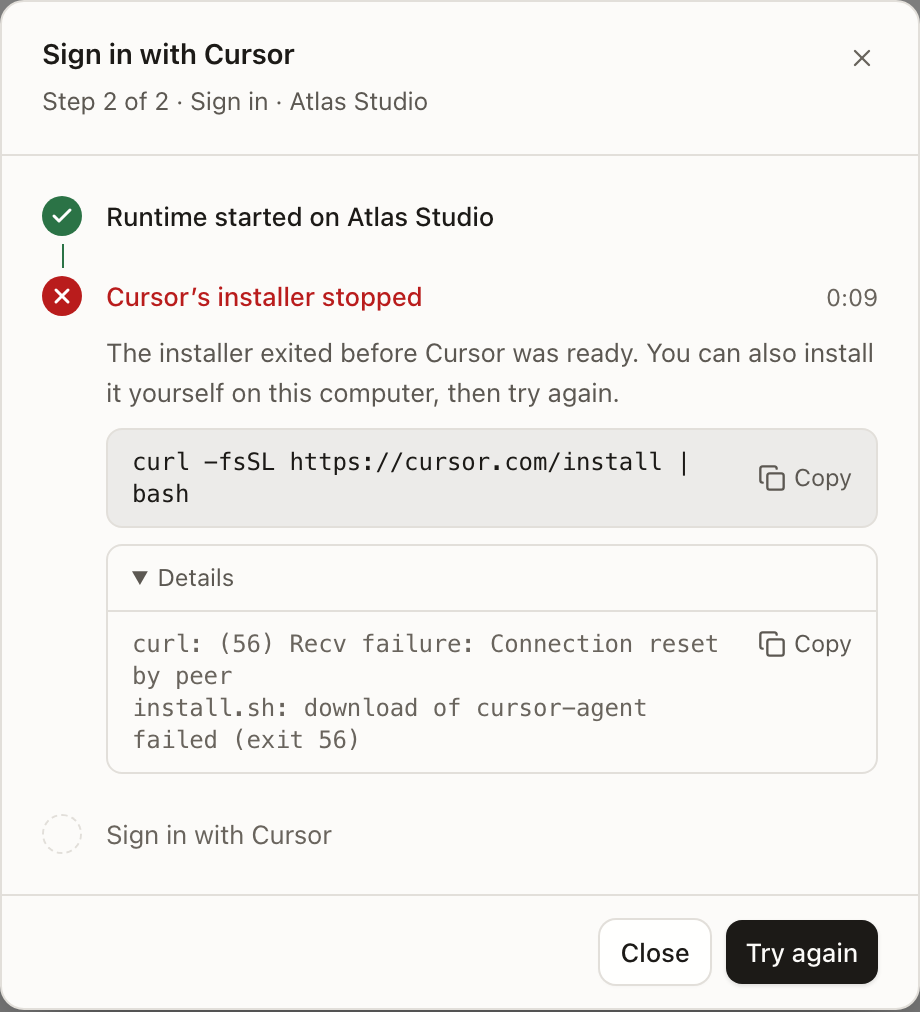 Sign in with Cursor
Step 2 of 2 · Sign in · Atlas Studio
Runtime started on Atlas Studio
Cursor’s installer stopped
0:09
The installer exited before Cursor was ready. You can also install
it yourself on this computer, then try again.
curl -fsSL https://cursor.com/install |
bash
Copy
▼ Details
curl: (56) Recv failure: Connection reset
by peer
install.sh: download of cursor-agent
failed (exit 56)
Copy
Sign in with Cursor
Close
Try again